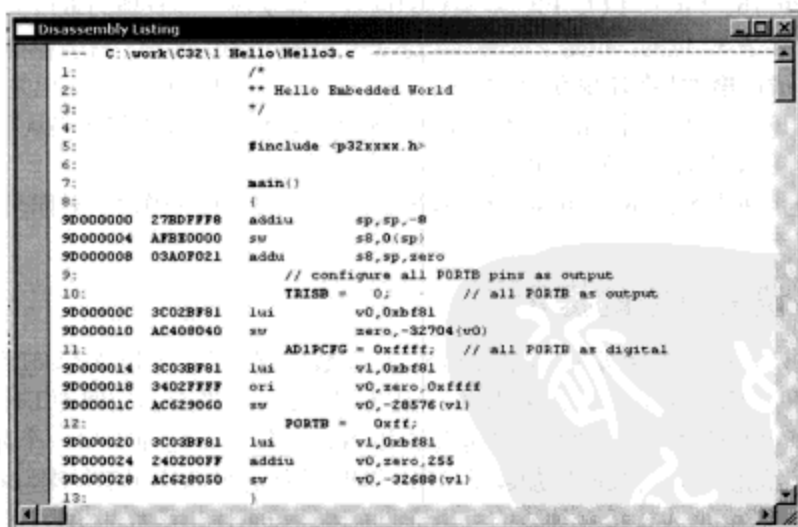 Disassembly Listing
--- C:\work\C32\1 Hello\Hello3.c ---
1: /*
2: ** Hello Embedded World
3: */
4:
5: #include <p32xxxx.h>
6:
7: main()
8: {
9D000000 27BDFFF8 addiu sp,sp,-8
9D000004 AFBE0000 sw s8,0(sp)
9D000008 03A0F021 addu s8,sp,zero
9: // configure all PORTB pins as output
10: TRISB = 0; // all PORTB as output
9D00000C 3C02BF81 lui v0,0xbf81
9D000010 AC408040 sw zero,-32704(v0)
11: AD1PCFG = 0xffff; // all PORTB as digital
9D000014 3C03BF81 lui v1,0xbf81
9D000018 3402FFFF ori v0,zero,0xffff
9D00001C AC629060 sw v0,-28576(v1)
12: PORTB = 0xff;
9D000020 3C03BF81 lui v1,0xbf81
9D000024 240200FF addiu v0,zero,255
9D000028 AC628050 sw v0,-32688(v1)
13: }